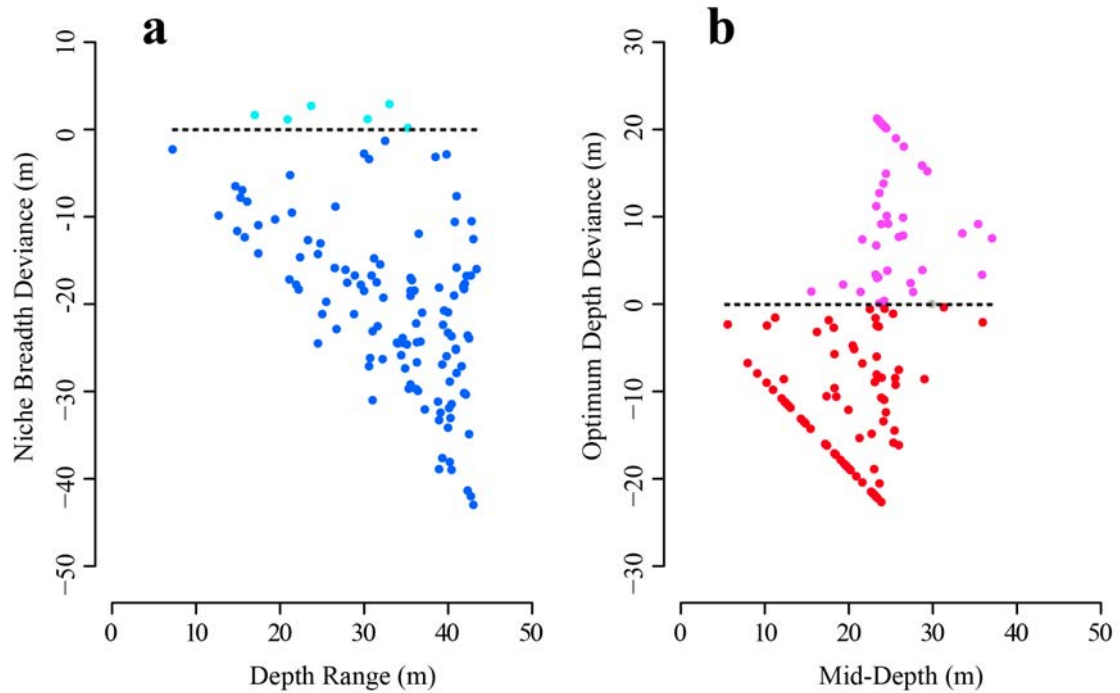 a
Niche Breadth Deviance (m)
10
0
−10
−20
−30
−40
−50
0 10 20 30 40 50
Depth Range (m)
b
Optimum Depth Deviance (m)
30
20
10
0
−10
−20
−30
0 10 20 30 40 50
Mid-Depth (m)